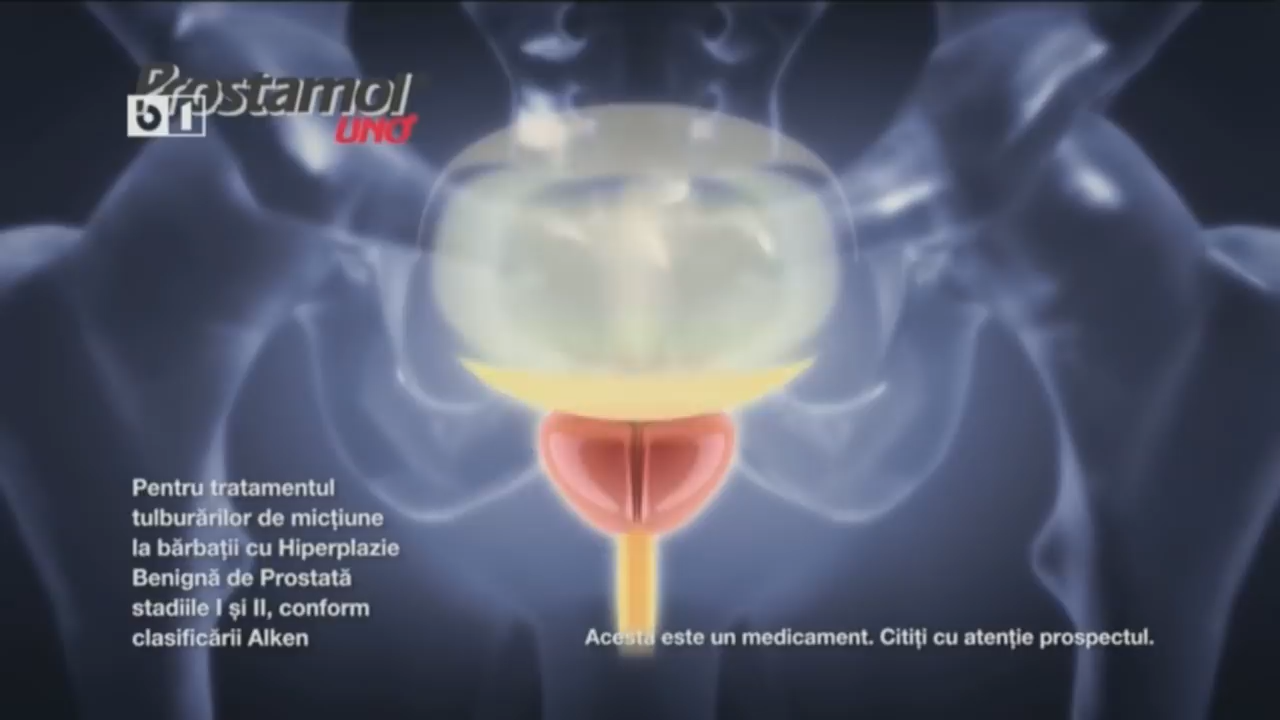 Prostamol
UNO
b1
Pentru tratamentul
tulburărilor de micțiune
la bărbații cu Hiperplazie
Benignă de Prostată
stadiile I și II, conform
clasificării Alken
Acesta este un medicament. Citiți cu atenție prospectul.